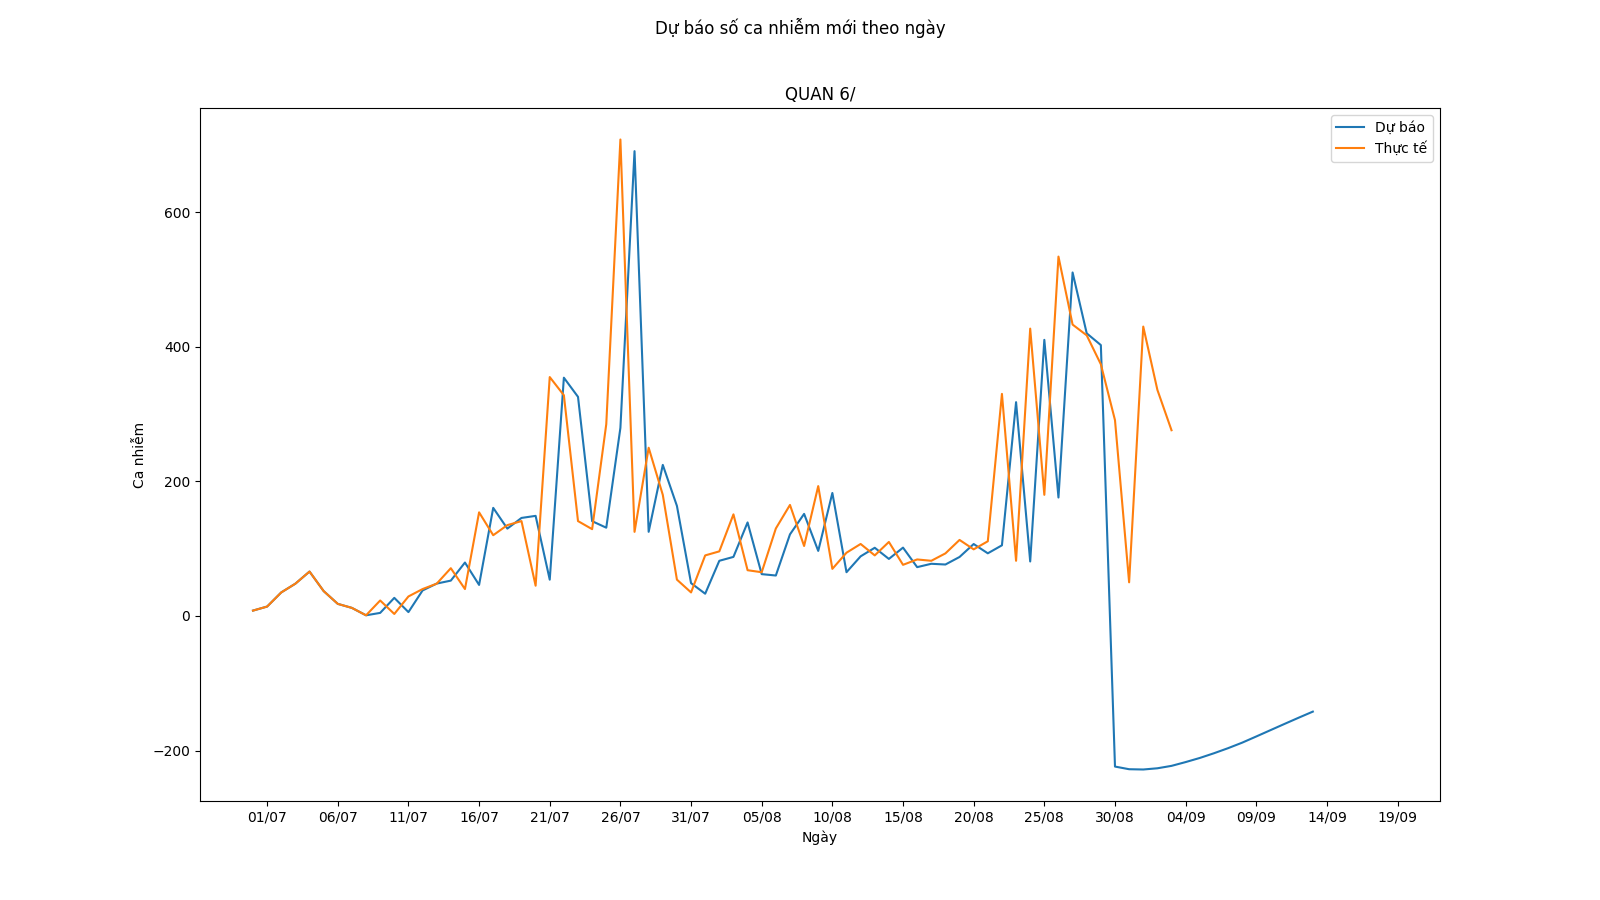 Dự báo số ca nhiễm mới theo ngày
QUAN 6/
Dự báo
Thực tế
600
400
200
0
−200
Ca nhiễm
01/07 06/07 11/07 16/07 21/07 26/07 31/07 05/08 10/08 15/08 20/08 25/08 30/08 04/09 09/09 14/09 19/09
Ngày